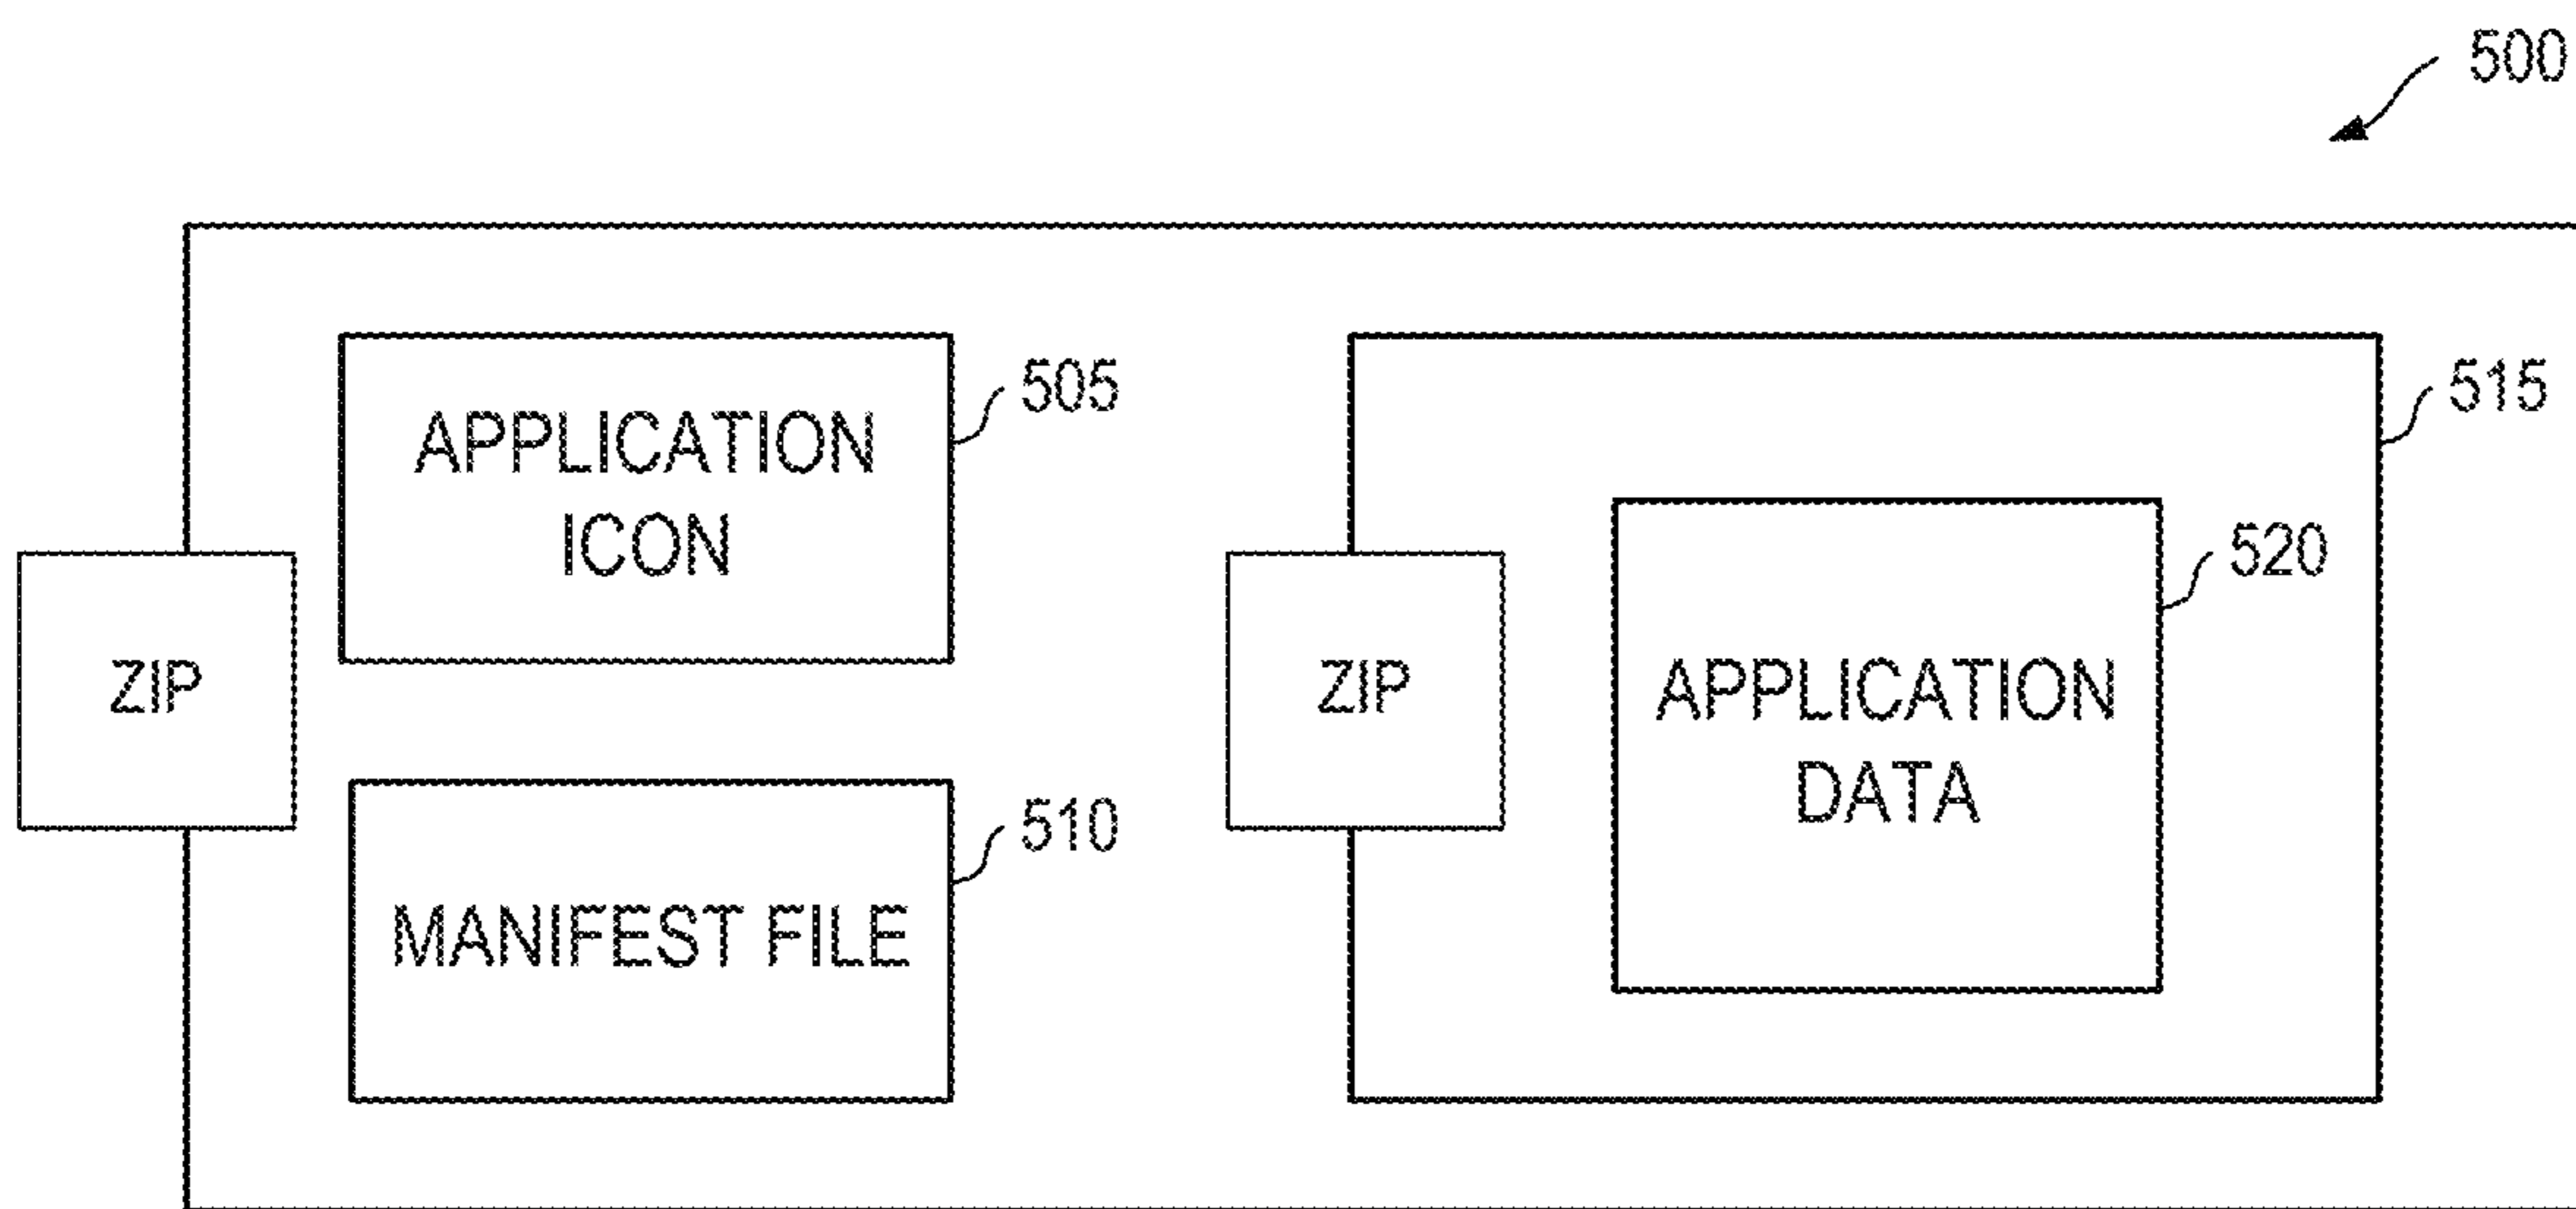 500
APPLICATION
ICON
505
515
ZIP
ZIP
520
APPLICATION
DATA
MANIFEST FILE
510